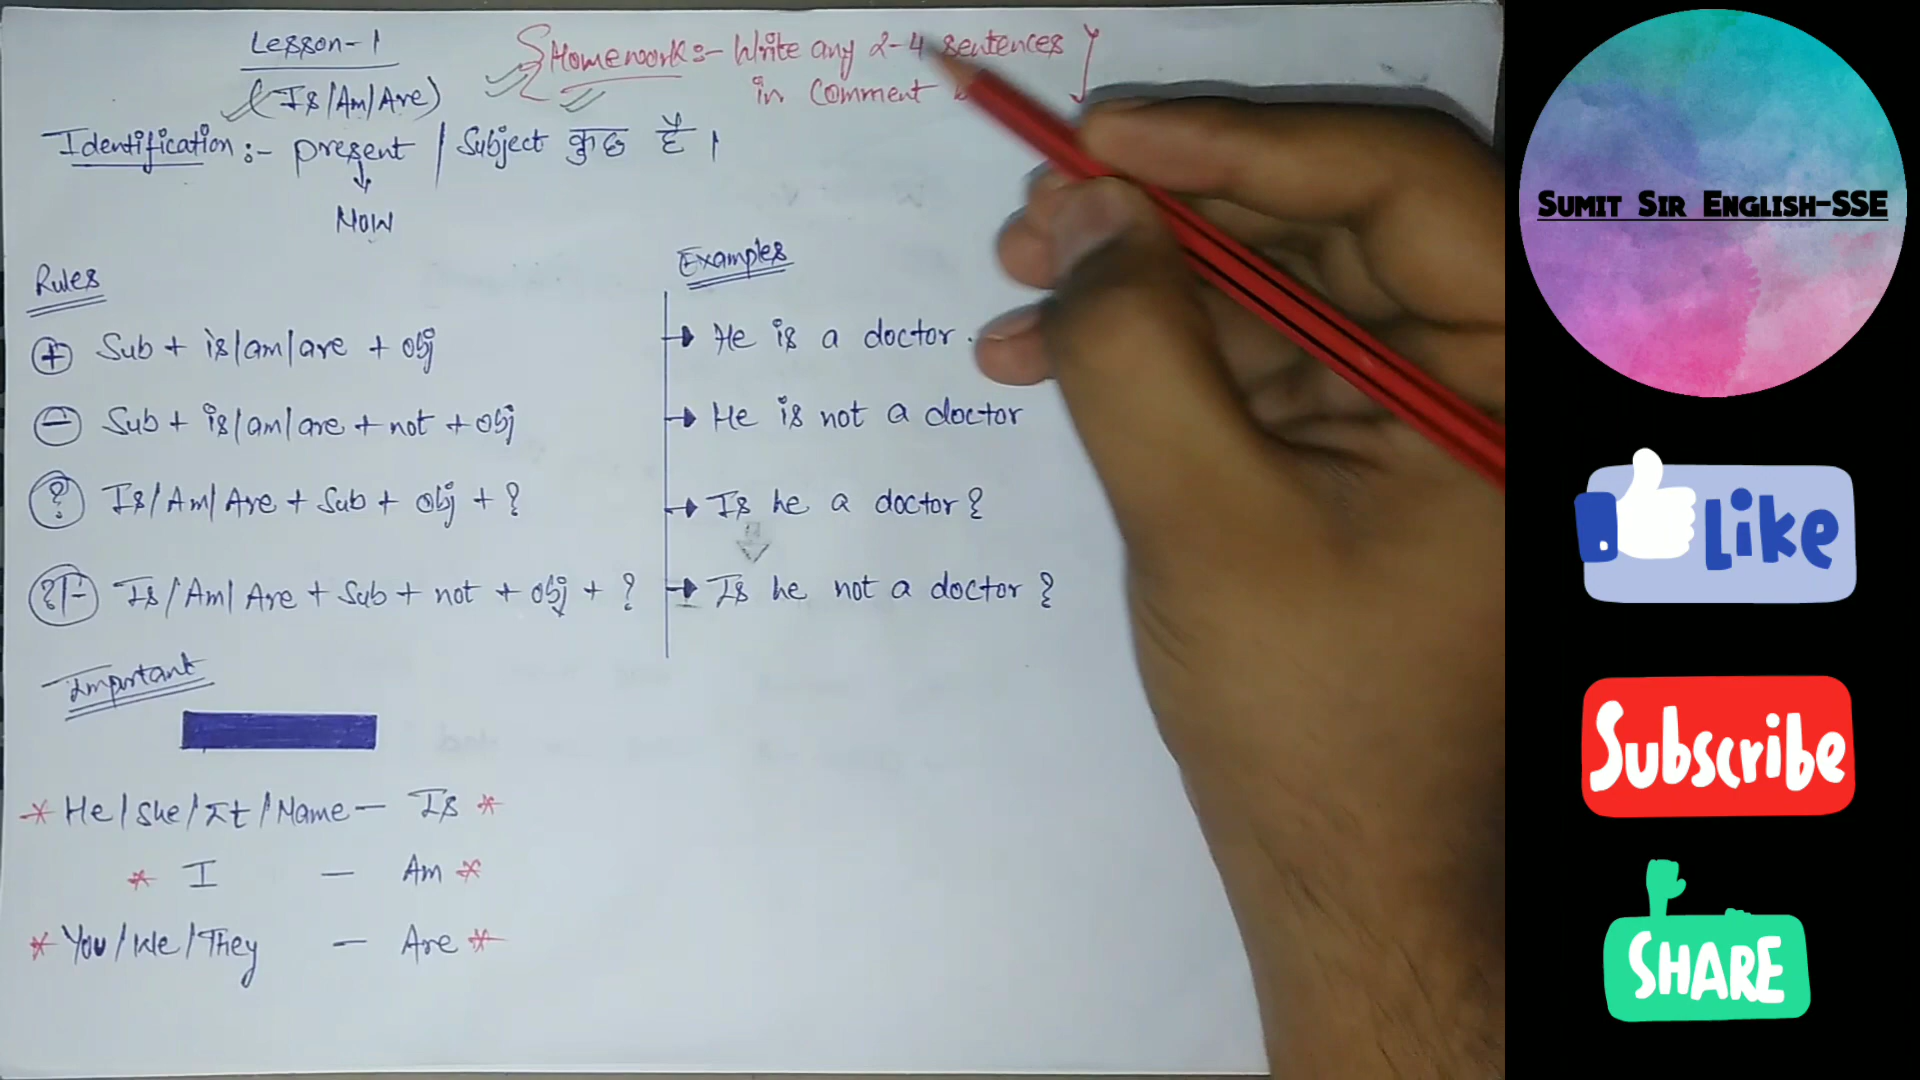 Lesson-1
(Is/Am/Are)
Homework:- Write any 2-4 sentences
in Comment
Identification:- present / Subject कुछ है।
Now
Rules
+ Sub + is/am/are + obj
- Sub + is/am/are + not + obj
? Is/Am/Are + Sub + obj + ?
?/- Is/Am/Are + Sub + not + obj + ?
Examples
He is a doctor.
He is not a doctor
Is he a doctor?
Is he not a doctor?
Important
* He/She/It/Name - Is *
* I - Am *
* You/We/They - Are *
Sumit Sir English-SSE
Like
Subscribe
SHARE